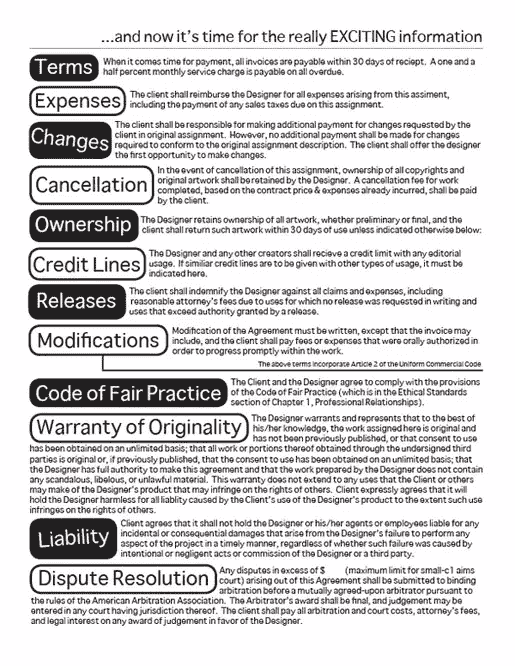 ...and now it's time for the really EXCITING information
Terms
When it comes time for payment, all invoices are payable within 30 days of reciept. A one and a
half percent monthly service charge is payable on all overdue.
Expenses
The client shall reimburse the Designer for all expenses arising from this assiment,
including the payment of any sales taxes due on this assignment.
Changes
The client shall be responsible for making additional payment for changes requested by the
client in original assignment. However, no additional payment shall be made for changes
required to conform to the original assignment description. The client shall offer the designer
the first opportunity to make changes.
Cancellation
In the event of cancellation of this assignment, ownership of all copyrights and
original artwork shall be retained by the Designer. A cancellation fee for work
completed, based on the contract price & expenses already incurred, shall be paid
by the client.
Ownership
The Designer retains ownership of all artwork, whether preliminary or final, and the
client shall return such artwork within 30 days of use unless indicated otherwise below:
Credit Lines
The Designer and any other creators shall recieve a credit limit with any editorial
usage. If similiar credit lines are to be given with other types of usage, it must be
indicated here.
Releases
The client shall indemnify the Designer against all claims and expenses, including
reasonable attorney's fees due to uses for which no release was requested in writing and
uses that exceed authority granted by a release.
Modifications
Modification of the Agreement must be written, except that the invoice may
include, and the client shall pay fees or expenses that were orally authorized in
order to progress promptly within the work.
The above terms incorporate Article 2 of the Uniform Commercial Code
Code of Fair Practice
The Client and the Designer agree to comply with the provisions
of the Code of Fair Practice (which is in the Ethical Standards
section of Chapter 1, Professional Relationships).
Warranty of Originality
The Designer warrants and represents that to the best of
his/her knowledge, the work assigned here is original and
has not been previously published, or that consent to use
has been obtained on an unlimited basis; that all work or portions thereof obtained through the undersigned third
parties is original or, if previously published, that the consent to use has been obtained on an unlimited basis; that
the Designer has full authority to make this agreement and that the work prepared by the Designer does not contain
any scandalous, libelous, or unlawful material. This warranty does not extend to any uses that the Client or others
may make of the Designer's product that may infringe on the rights of others. Client expressly agrees that it will
hold the Designer harmless for all liablity caused by the Client's use of the Designer's product to the extent such use
infringes on the rights of others.
Liability
Client agrees that it shall not hold the Designer or his/her agents or employees liable for any
incidental or consequential damages that arise from the Designer's failure to perform any
aspect of the project in a timely manner, regardless of whether such failure was caused by
intentional or negligent acts or commission of the Designer or a third party.
Dispute Resolution
Any disputes in excess of $ (maximum limit for small-c1 aims
court) arising out of this Agreement shall be submitted to binding
arbitration before a mutually agreed-upon arbitrator pursuant to
the rules of the American Arbitration Association. The Arbitrator's award shall be final, and judgement may be
entered in any court having jurisdiction thereof. The client shall pay all arbitration and court costs, attorney's fees,
and legal interest on any award of judgement in favor of the Designer.